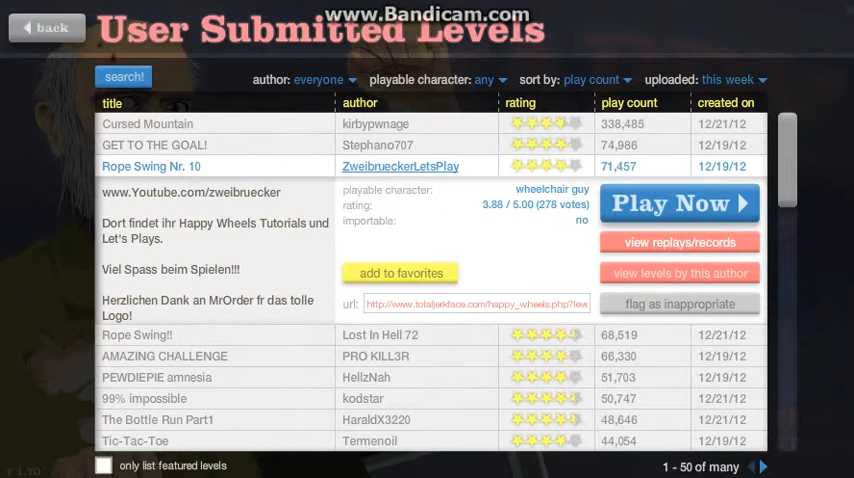 www.Bandicam.com
back
User Submitted Levels
search!
author: everyone playable character: any sort by: play count uploaded: this week
title author rating play count created on
Cursed Mountain kirbypwnage 338,485 12/21/12
GET TO THE GOAL! Stephano707 74,986 12/19/12
Rope Swing Nr. 10 ZweibrueckerLetsPlay 71,457 12/19/12
www.Youtube.com/zweibruecker
Dort findet ihr Happy Wheels Tutorials und
Let's Plays.
Viel Spass beim Spielen!!!
Herzlichen Dank an MrOrder fr das tolle
Logo!
playable character: wheelchair guy
rating: 3.88 / 5.00 (278 votes)
importable: no
add to favorites
url: http://www.totaljerkface.com/happy_wheels.php?leve
Play Now
view replays/records
view levels by this author
flag as inappropriate
Rope Swing!! Lost In Hell 72 68,519 12/21/12
AMAZING CHALLENGE PRO KILL3R 66,330 12/19/12
PEWDIEPIE amnesia HellzNah 51,703 12/19/12
99% impossible kodstar 50,747 12/21/12
The Bottle Run Part1 HaraldX3220 48,646 12/21/12
Tic-Tac-Toe Termenoil 44,054 12/19/12
only list featured levels
1 - 50 of many
v 1.70